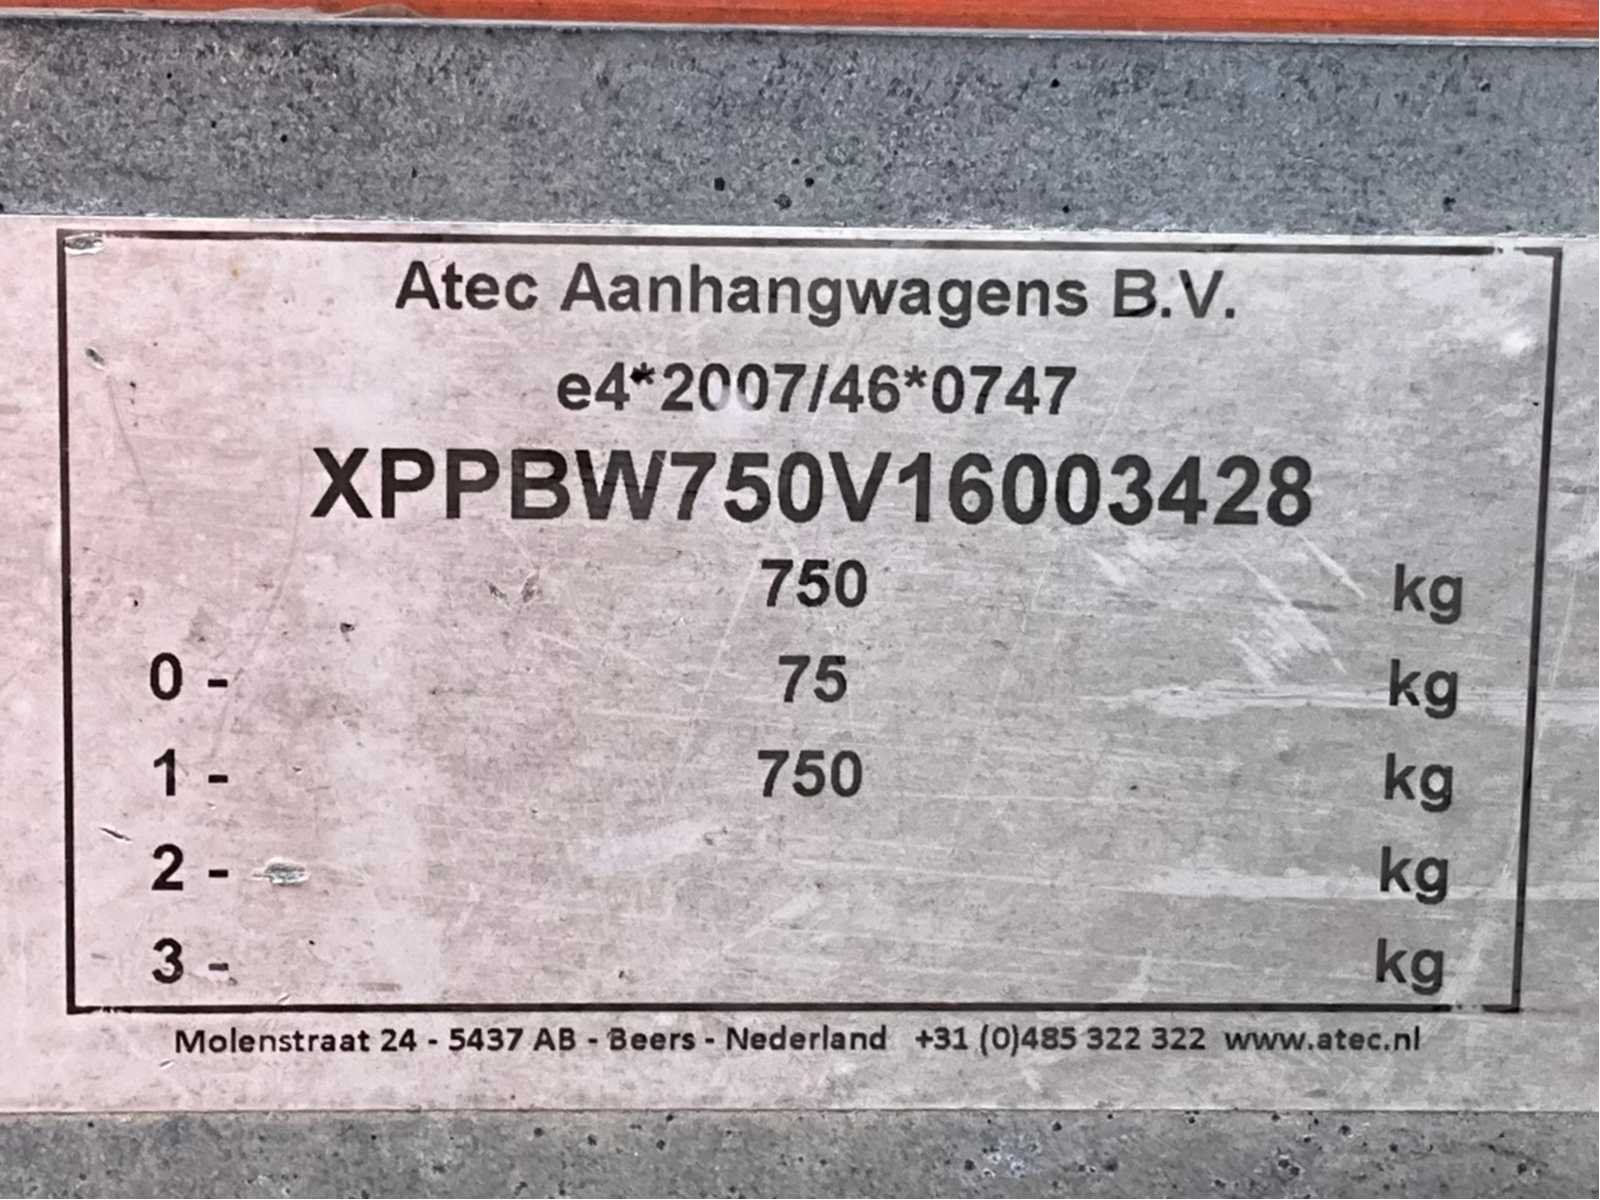 Atec Aanhangwagens B.V.
e4*2007/46*0747
XPPBW750V16003428
750 kg
0 - 75 kg
1 - 750 kg
2 - kg
3 - kg
Molenstraat 24 - 5437 AB - Beers - Nederland +31 (0)485 322 322 www.atec.nl